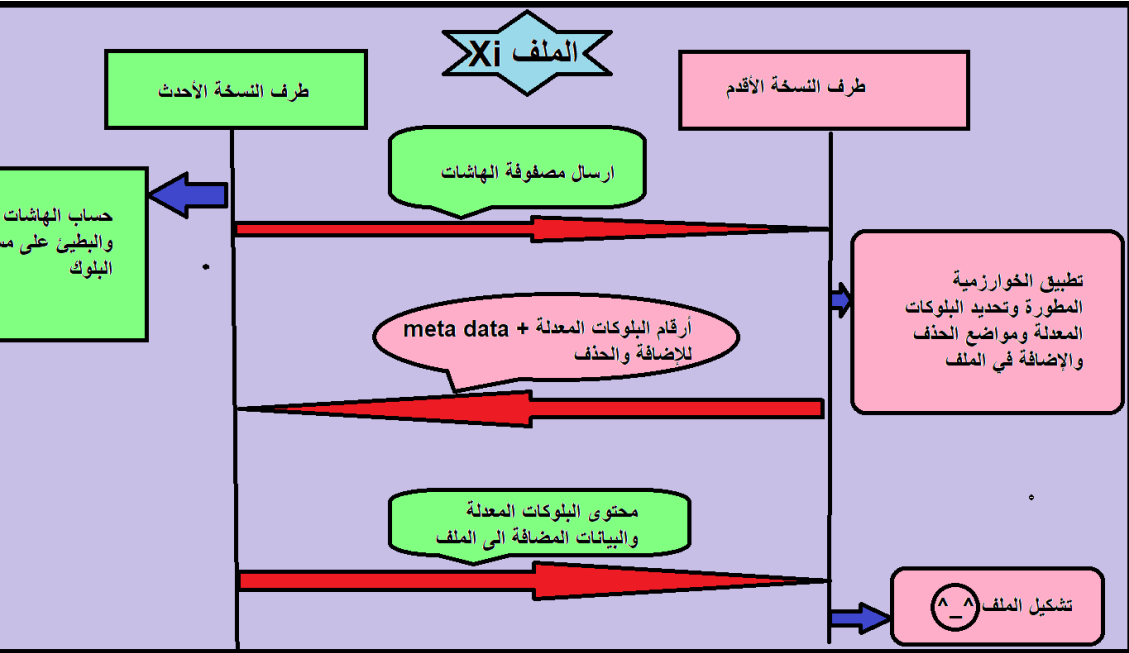 الملف Xi
طرف النسخة الأحدث
طرف النسخة الأقدم
ارسال مصفوفة الهاشات
حساب الهاشات
والبطيئ على
البلوك
تطبيق الخوارزمية
المطورة وتحديد البلوكات
المعدلة ومواضع الحذف
والإضافة في الملف
أرقام البلوكات المعدلة + meta data
للإضافة والحذف
محتوى البلوكات المعدلة
والبيانات المضافة الى الملف
تشكيل الملف ^_^